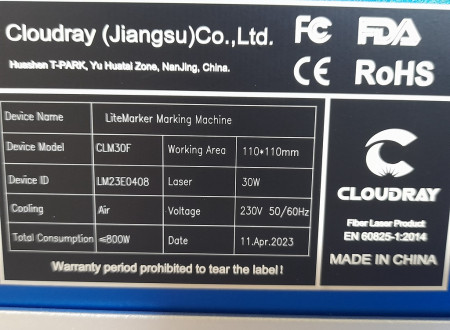 Cloudray (Jiangsu)Co.,Ltd.
Huashen T-PARK, Yu Huatai Zone, NanJing, China.
FC FDA
CE RoHS
Device Name LiteMarker Marking Machine
Device Model CLM30F Working Area 110*110mm
Device ID LM23E0408 Laser 30W
Cooling Air Voltage 230V 50/60Hz
Total Consumption ≤800W Date 11.Apr.2023
Warranty period prohibited to tear the label!
CLOUDRAY
Fiber Laser Product
EN 60825-1:2014
MADE IN CHINA